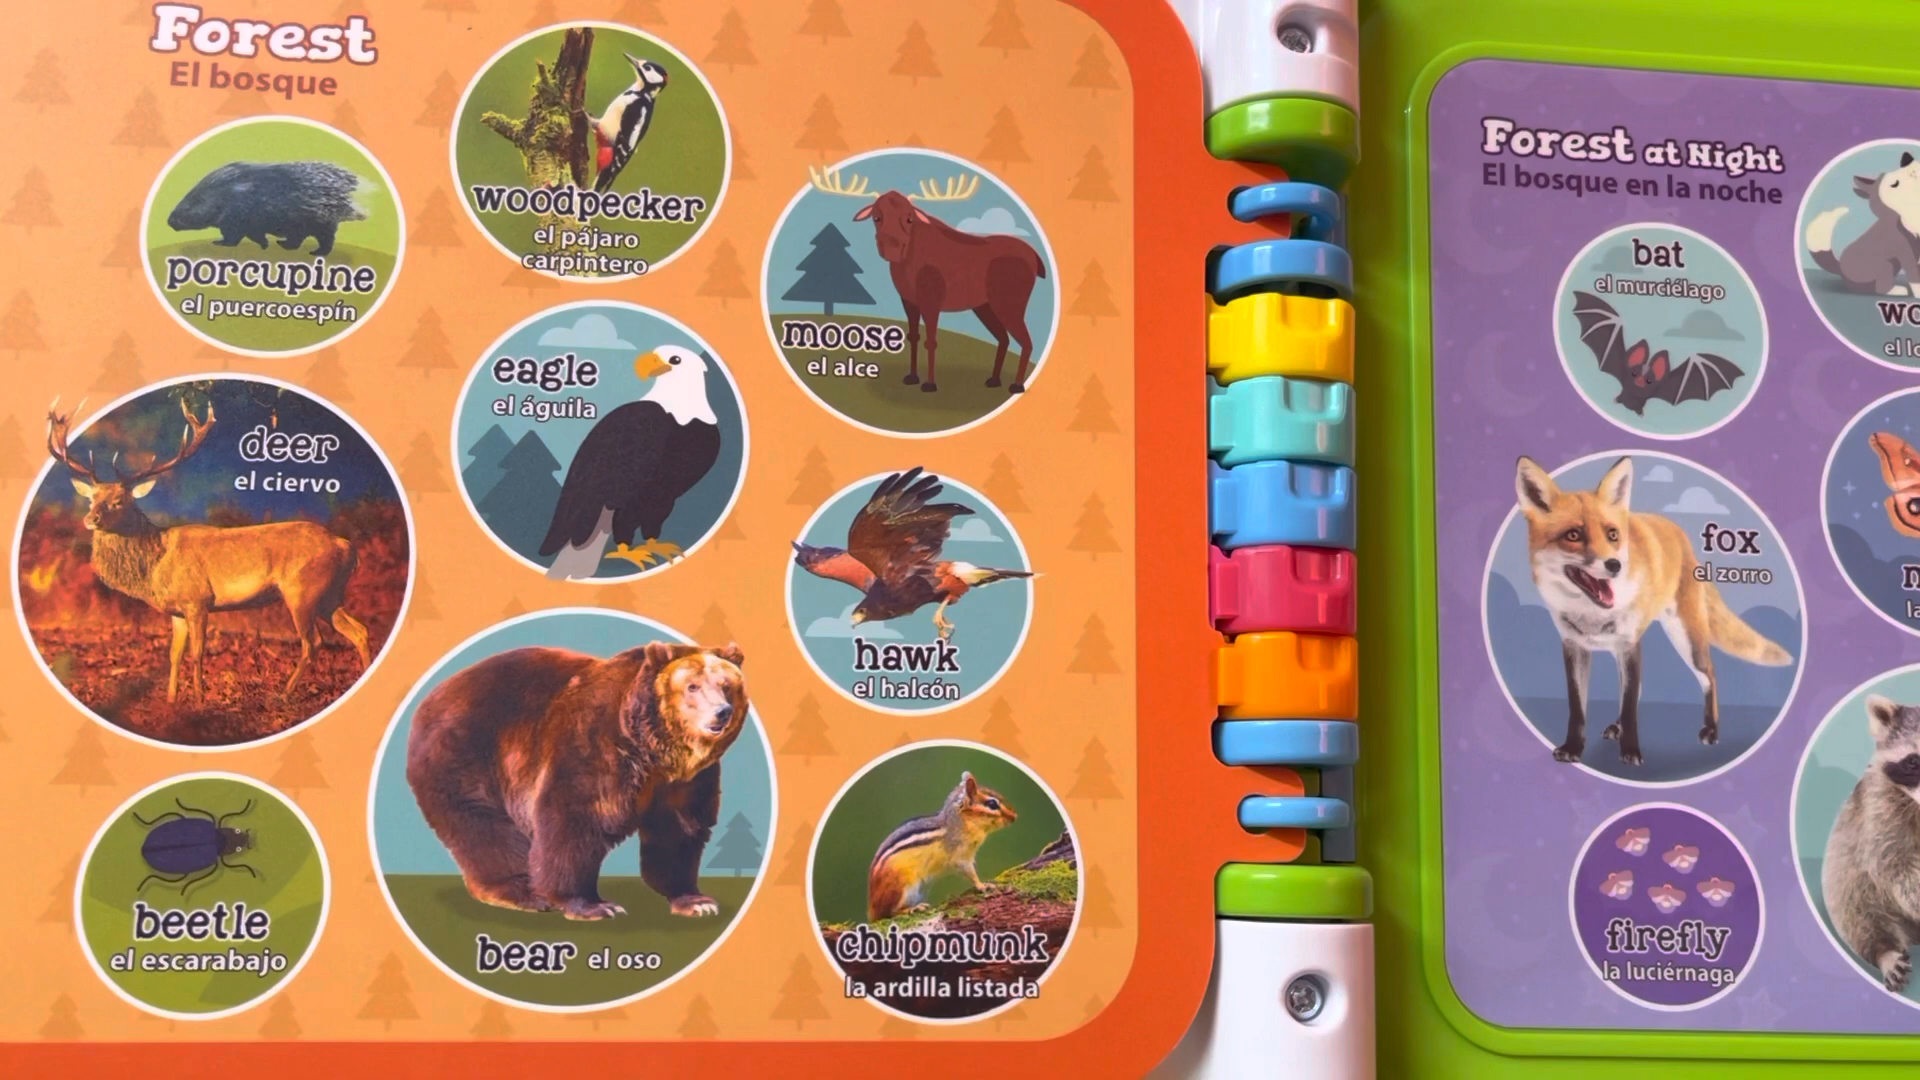 Forest
El bosque
porcupine
el puercoespín
woodpecker
el pájaro
carpintero
moose
el alce
eagle
el águila
deer
el ciervo
hawk
el halcón
beetle
el escarabajo
bear el oso
chipmunk
la ardilla listada
Forest at Night
El bosque en la noche
bat
el murciélago
fox
el zorro
firefly
la luciérnaga